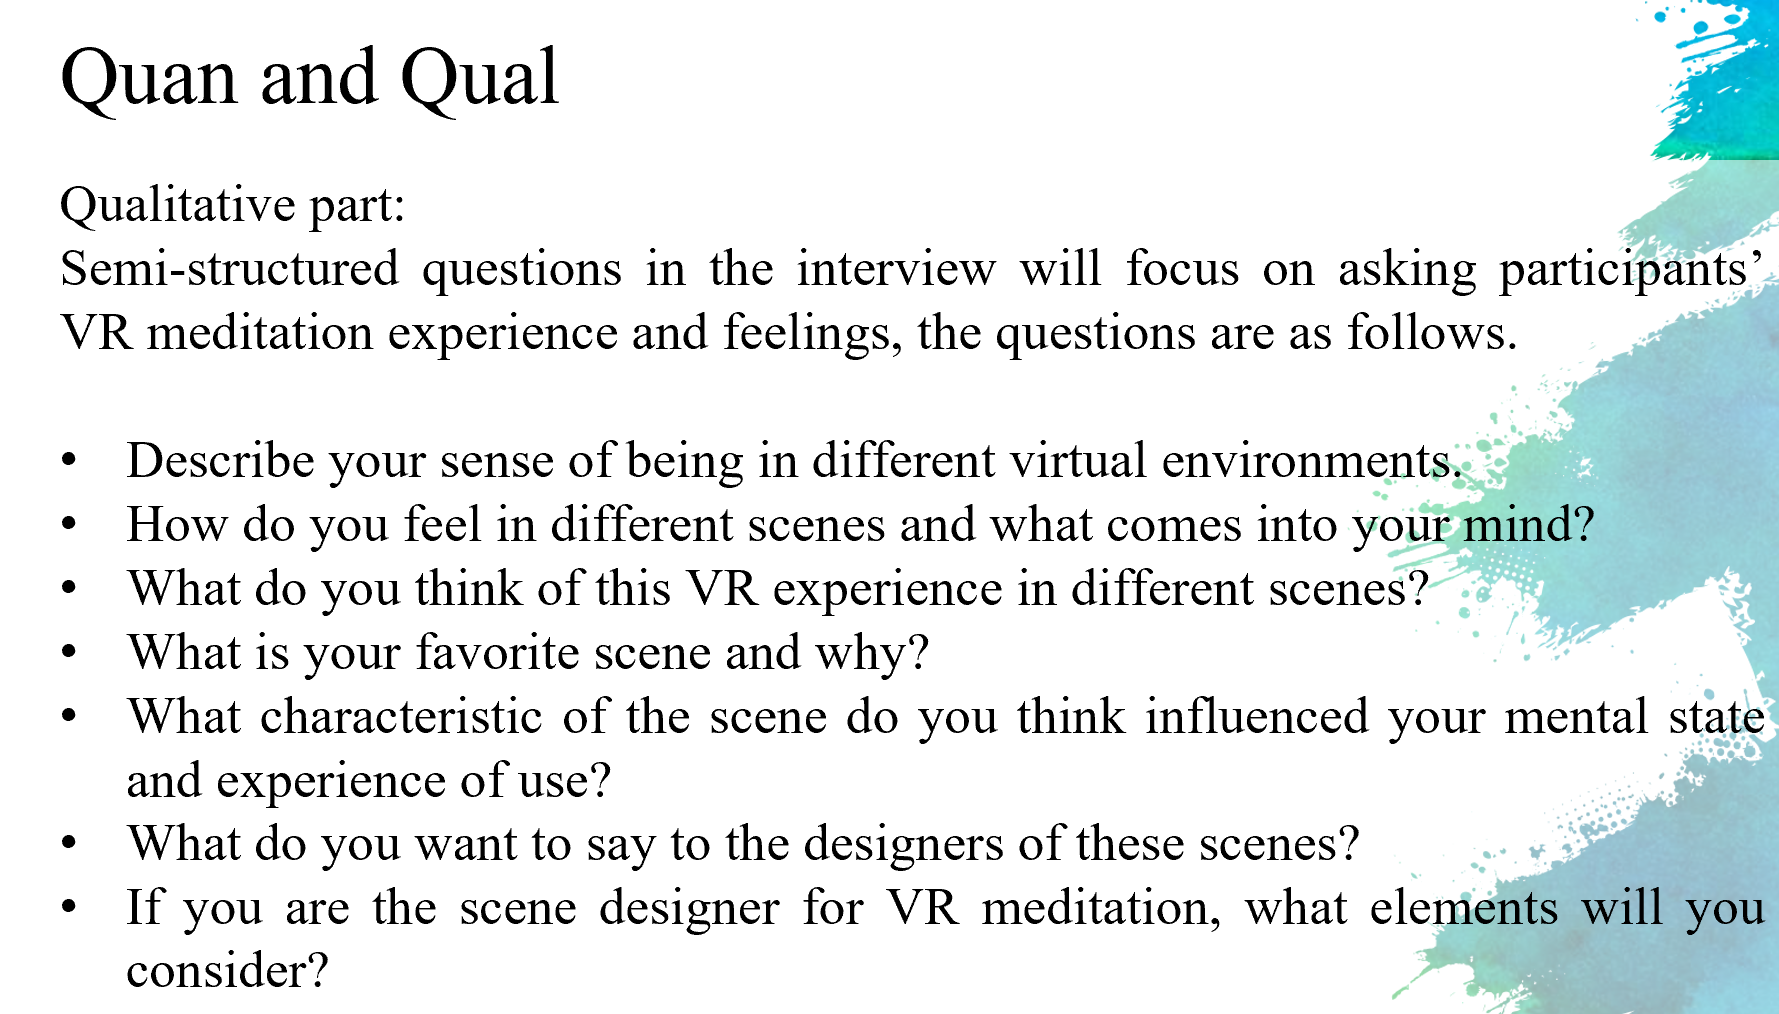 Quan and Qual
Qualitative part:
Semi-structured questions in the interview will focus on asking participants’
VR meditation experience and feelings, the questions are as follows.
• Describe your sense of being in different virtual environments.
• How do you feel in different scenes and what comes into your mind?
• What do you think of this VR experience in different scenes?
• What is your favorite scene and why?
• What characteristic of the scene do you think influenced your mental state
and experience of use?
• What do you want to say to the designers of these scenes?
• If you are the scene designer for VR meditation, what elements will you
consider?